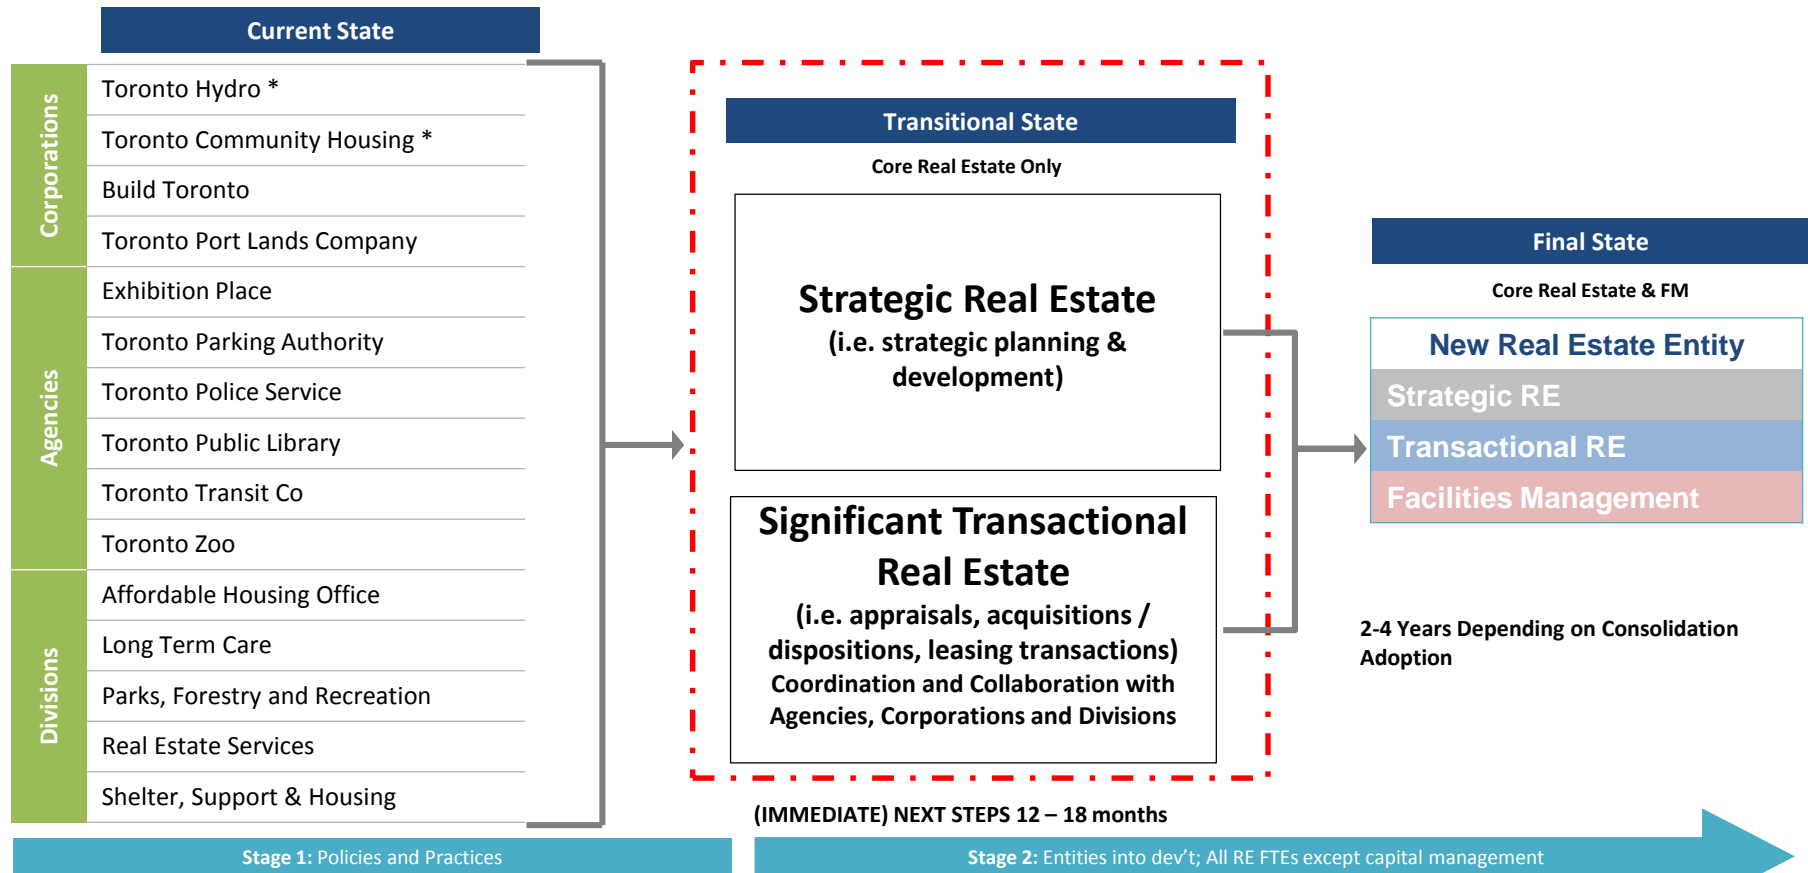 Current State
Corporations
Toronto Hydro *
Toronto Community Housing *
Build Toronto
Toronto Port Lands Company
Agencies
Exhibition Place
Toronto Parking Authority
Toronto Police Service
Toronto Public Library
Toronto Transit Co
Toronto Zoo
Divisions
Affordable Housing Office
Long Term Care
Parks, Forestry and Recreation
Real Estate Services
Shelter, Support & Housing
Transitional State
Core Real Estate Only
Strategic Real Estate
(i.e. strategic planning &
development)
Significant Transactional
Real Estate
(i.e. appraisals, acquisitions /
dispositions, leasing transactions)
Coordination and Collaboration with
Agencies, Corporations and Divisions
(IMMEDIATE) NEXT STEPS 12 – 18 months
Final State
Core Real Estate & FM
New Real Estate Entity
Strategic RE
Transactional RE
Facilities Management
2-4 Years Depending on Consolidation
Adoption
Stage 1: Policies and Practices
Stage 2: Entities into dev't; All RE FTEs except capital management